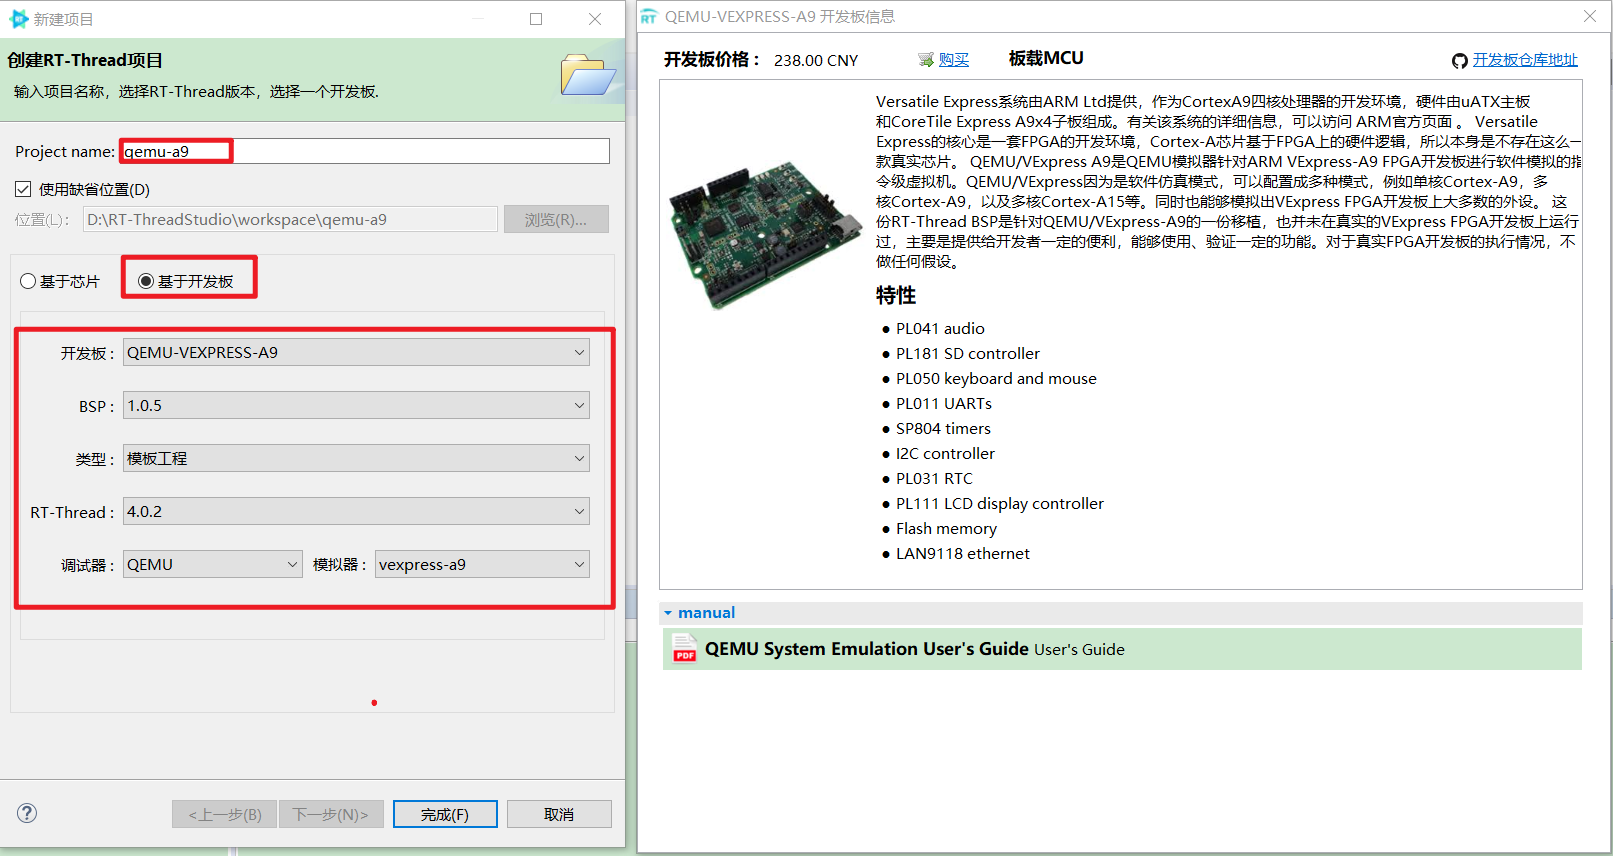 新建项目
创建RT-Thread项目
输入项目名称，选择RT-Thread版本，选择一个开发板.
Project name: qemu-a9
使用缺省位置(D)
位置(L)： D:\RT-ThreadStudio\workspace\qemu-a9 浏览(R)...
基于芯片 基于开发板
开发板： QEMU-VEXPRESS-A9
BSP： 1.0.5
类型： 模板工程
RT-Thread： 4.0.2
调试器： QEMU 模拟器： vexpress-a9
? <上一步(B) 下一步(N)> 完成(F) 取消
RT QEMU-VEXPRESS-A9 开发板信息
开发板价格： 238.00 CNY 购买 板载MCU 开发板仓库地址
Versatile Express系统由ARM Ltd提供，作为CortexA9四核处理器的开发环境，硬件由uATX主板
和CoreTile Express A9x4子板组成。有关该系统的详细信息，可以访问 ARM官方页面 。 Versatile
Express的核心是一套FPGA的开发环境，Cortex-A芯片基于FPGA上的硬件逻辑，所以本身是不存在这么一
款真实芯片。 QEMU/VExpress A9是QEMU模拟器针对ARM VExpress-A9 FPGA开发板进行软件模拟的指
令级虚拟机。QEMU/VExpress因为是软件仿真模式，可以配置成多种模式，例如单核Cortex-A9，多
核Cortex-A9，以及多核Cortex-A15等。同时也能够模拟出VExpress FPGA开发板上大多数的外设。 这
份RT-Thread BSP是针对QEMU/VExpress-A9的一份移植，也并未在真实的VExpress FPGA开发板上运行
过，主要是提供给开发者一定的便利，能够使用、验证一定的功能。对于真实FPGA开发板的执行情况，不
做任何假设。
特性
● PL041 audio
● PL181 SD controller
● PL050 keyboard and mouse
● PL011 UARTs
● SP804 timers
● I2C controller
● PL031 RTC
● PL111 LCD display controller
● Flash memory
● LAN9118 ethernet
manual
PDF QEMU System Emulation User's Guide User's Guide